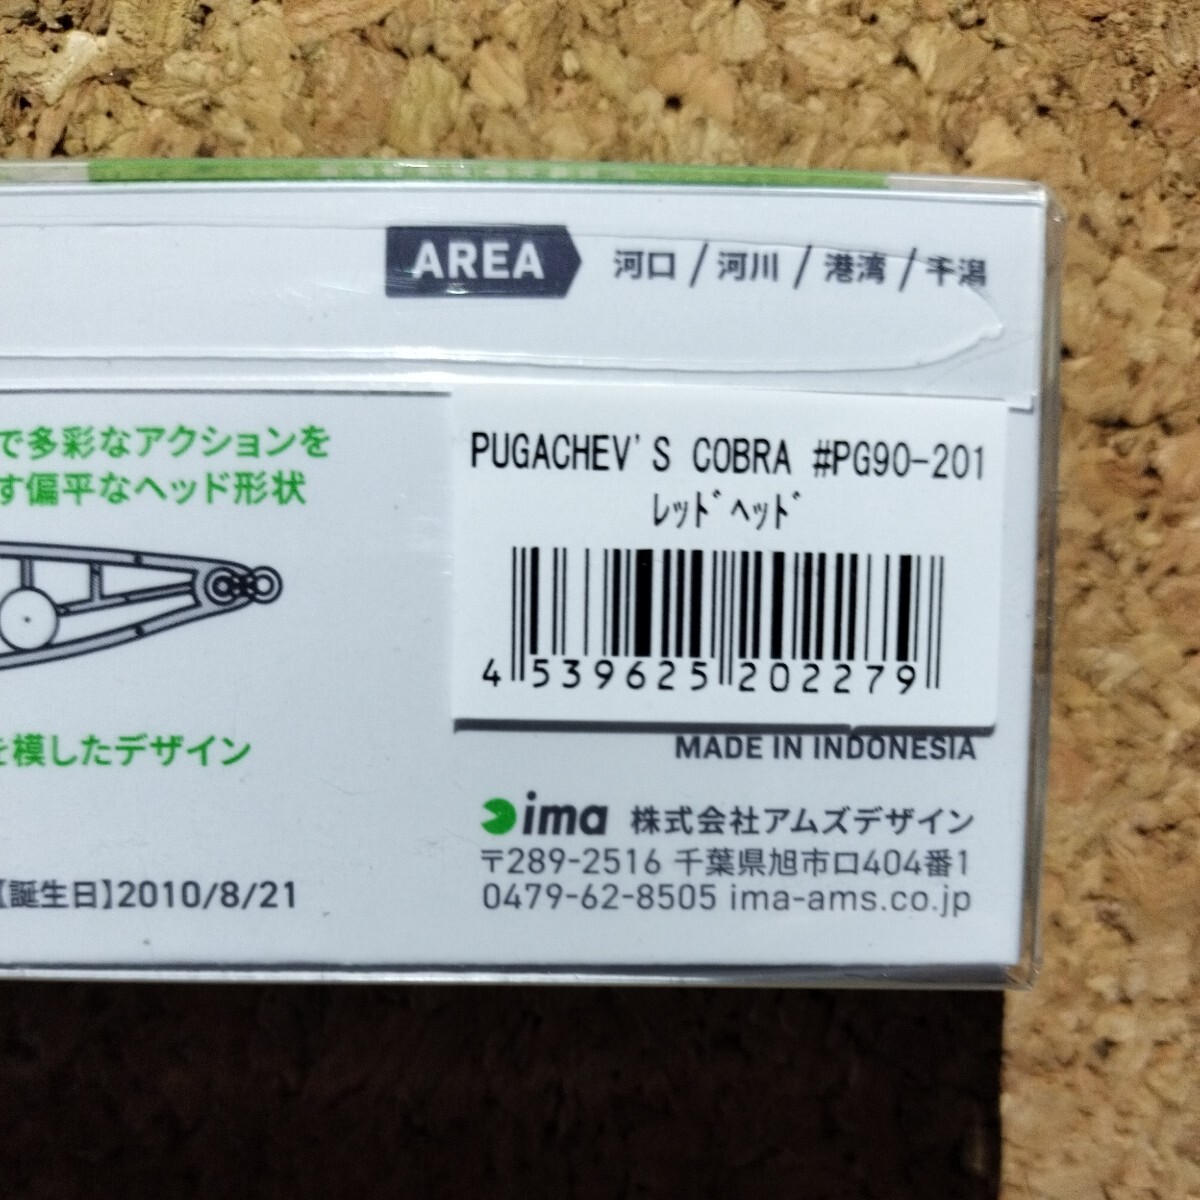 AREA 河口 / 河川 / 港湾 / 干潟
で多彩なアクションを
す偏平なヘッド形状
PUGACHEV'S COBRA #PG90-201
ﾚｯﾄﾞﾍｯﾄﾞ
4 539625 202279
を模したデザイン
MADE IN INDONESIA
ima 株式会社アムズデザイン
〒289-2516 千葉県旭市ロ404番1
0479-62-8505 ima-ams.co.jp
【誕生日】2010/8/21